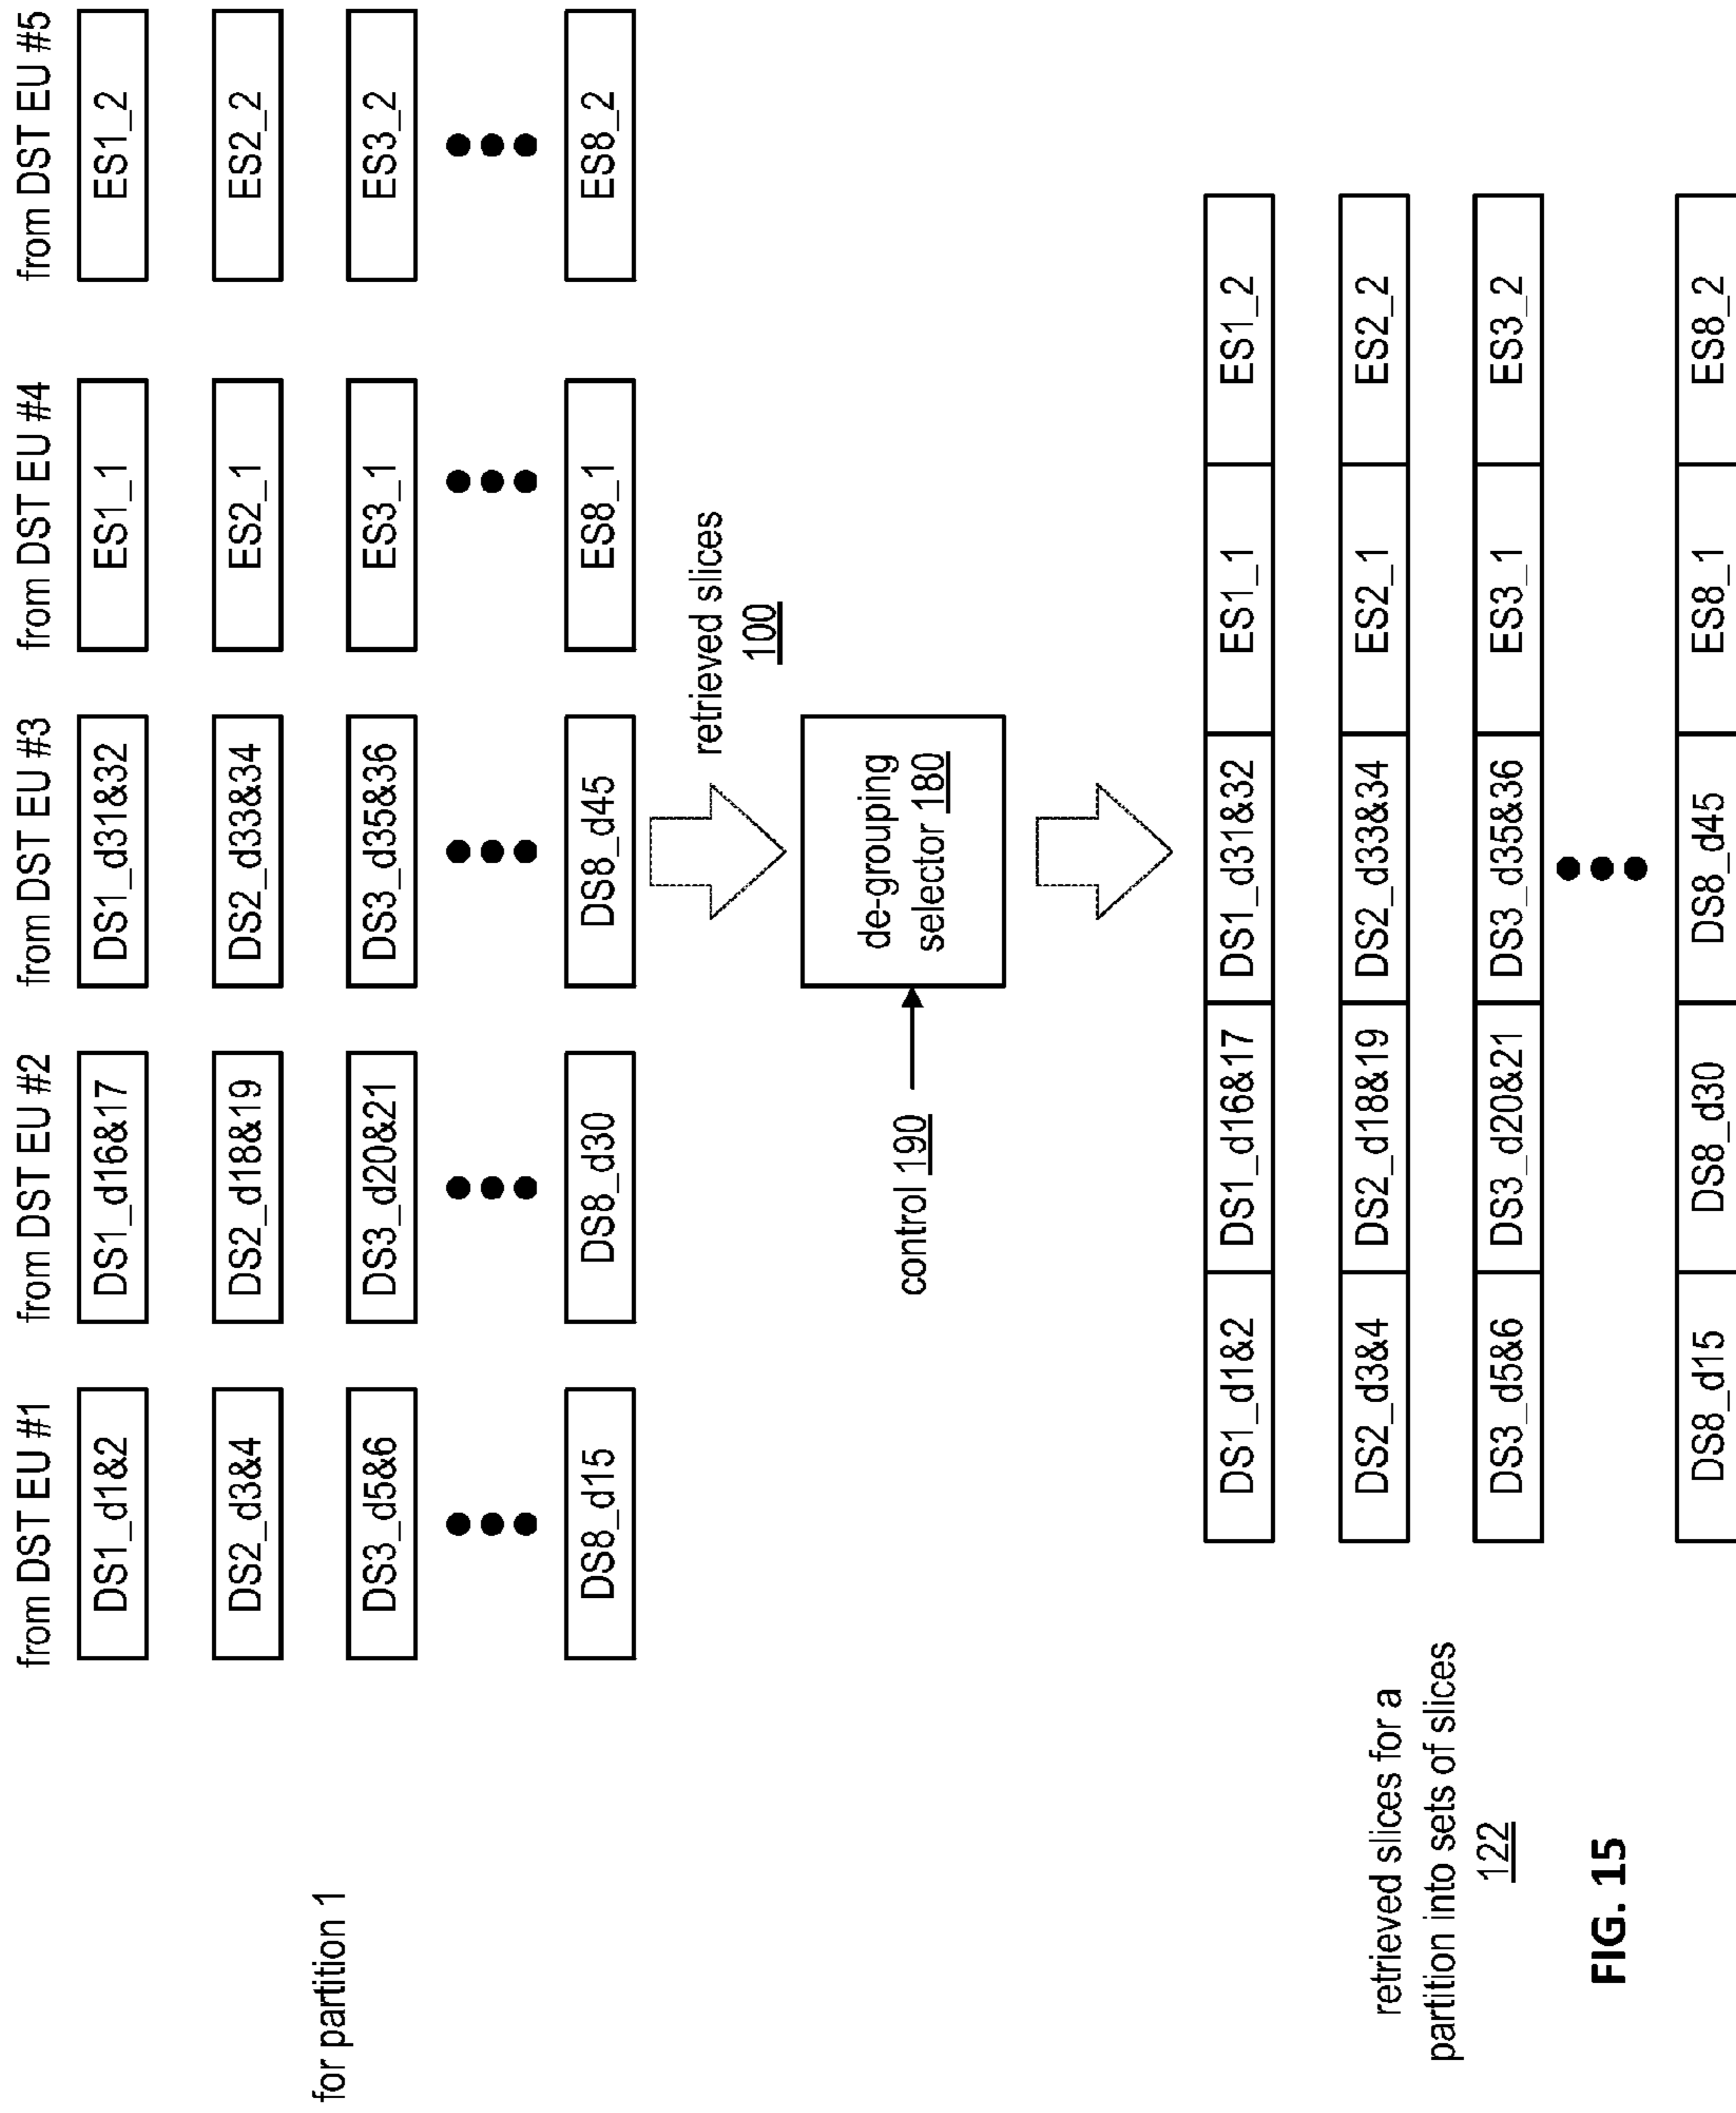 from DST EU #1 from DST EU #2 from DST EU #3 from DST EU #4 from DST EU #5
DS1_d1&2 DS1_d16&17 DS1_d31&32 ES1_1 ES1_2
for partition 1
DS2_d3&4 DS2_d18&19 DS2_d33&34 ES2_1 ES2_2
DS3_d5&6 DS3_d20&21 DS3_d35&36 ES3_1 ES3_2
DS8_d15 DS8_d30 DS8_d45 ES8_1 ES8_2
retrieved slices
100
control 190
de-grouping
selector 180
DS1_d1&2 DS1_d16&17 DS1_d31&32 ES1_1 ES1_2
retrieved slices for a
partition into sets of slices
122
DS2_d3&4 DS2_d18&19 DS2_d33&34 ES2_1 ES2_2
DS3_d5&6 DS3_d20&21 DS3_d35&36 ES3_1 ES3_2
DS8_d15 DS8_d30 DS8_d45 ES8_1 ES8_2
FIG. 15